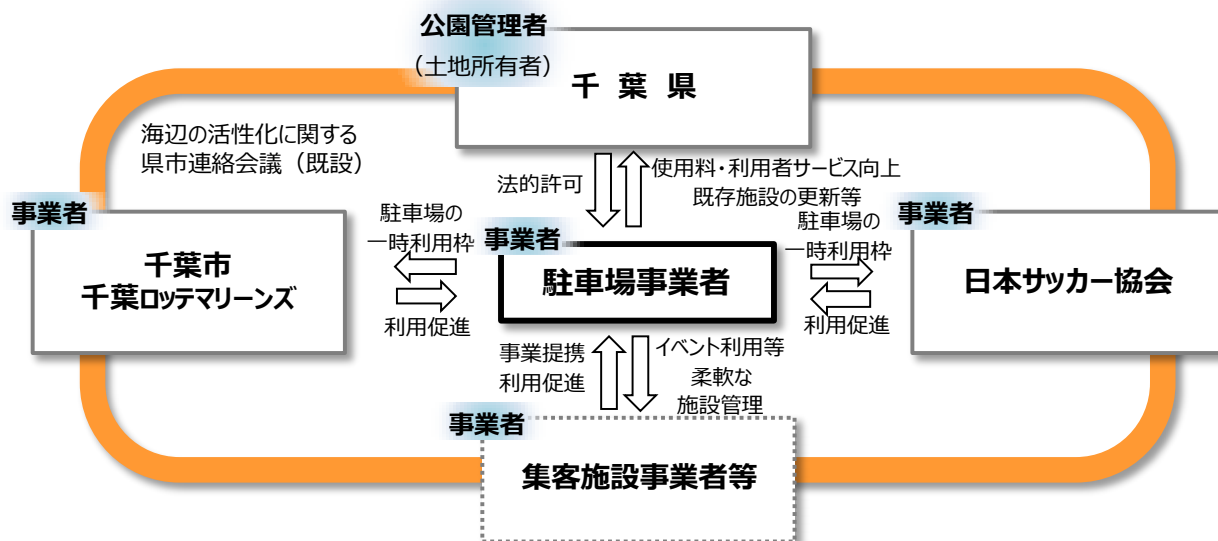 公園管理者
（土地所有者）
千 葉 県
海辺の活性化に関する
県市連絡会議（既設）
法的許可
使用料・利用者サービス向上
既存施設の更新等
事業者
千葉市
千葉ロッテマリーンズ
駐車場の
一時利用枠
利用促進
事業者
駐車場事業者
駐車場の
一時利用枠
利用促進
事業者
日本サッカー協会
事業提携
利用促進
イベント利用等
柔軟な
施設管理
事業者
集客施設事業者等